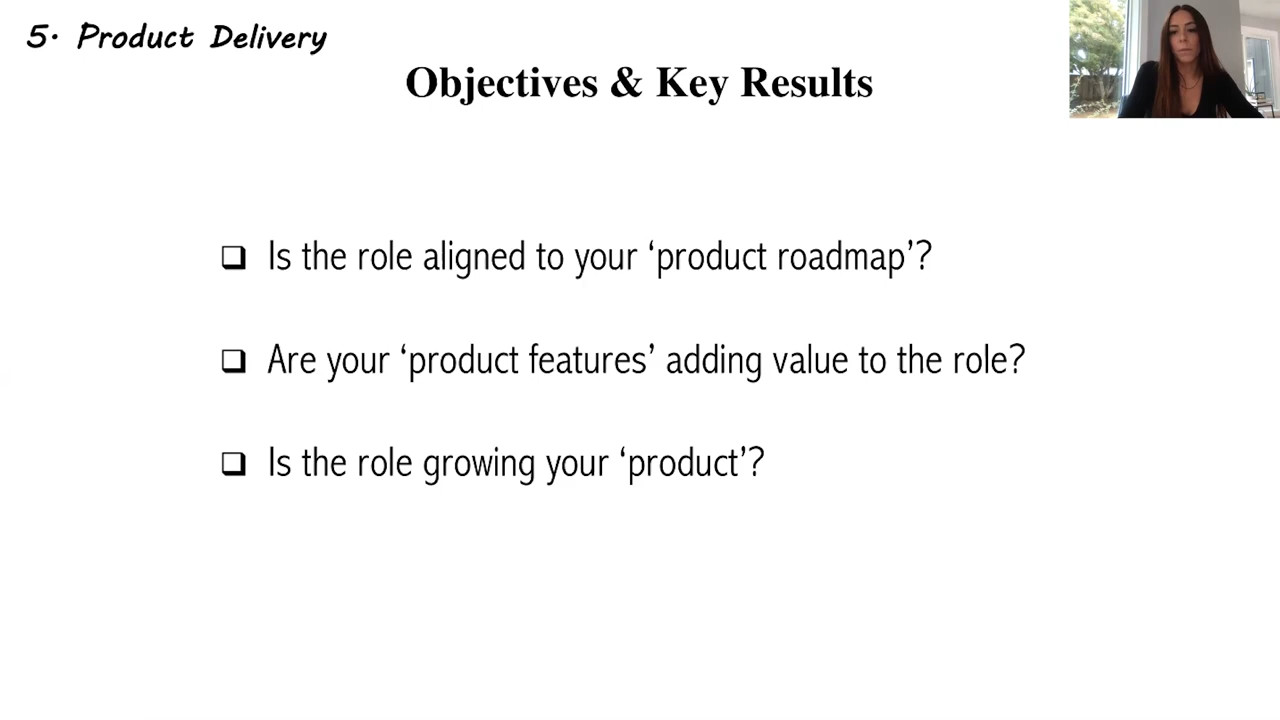 5. Product Delivery
Objectives & Key Results
Is the role aligned to your ‘product roadmap’?
Are your ‘product features’ adding value to the role?
Is the role growing your ‘product’?